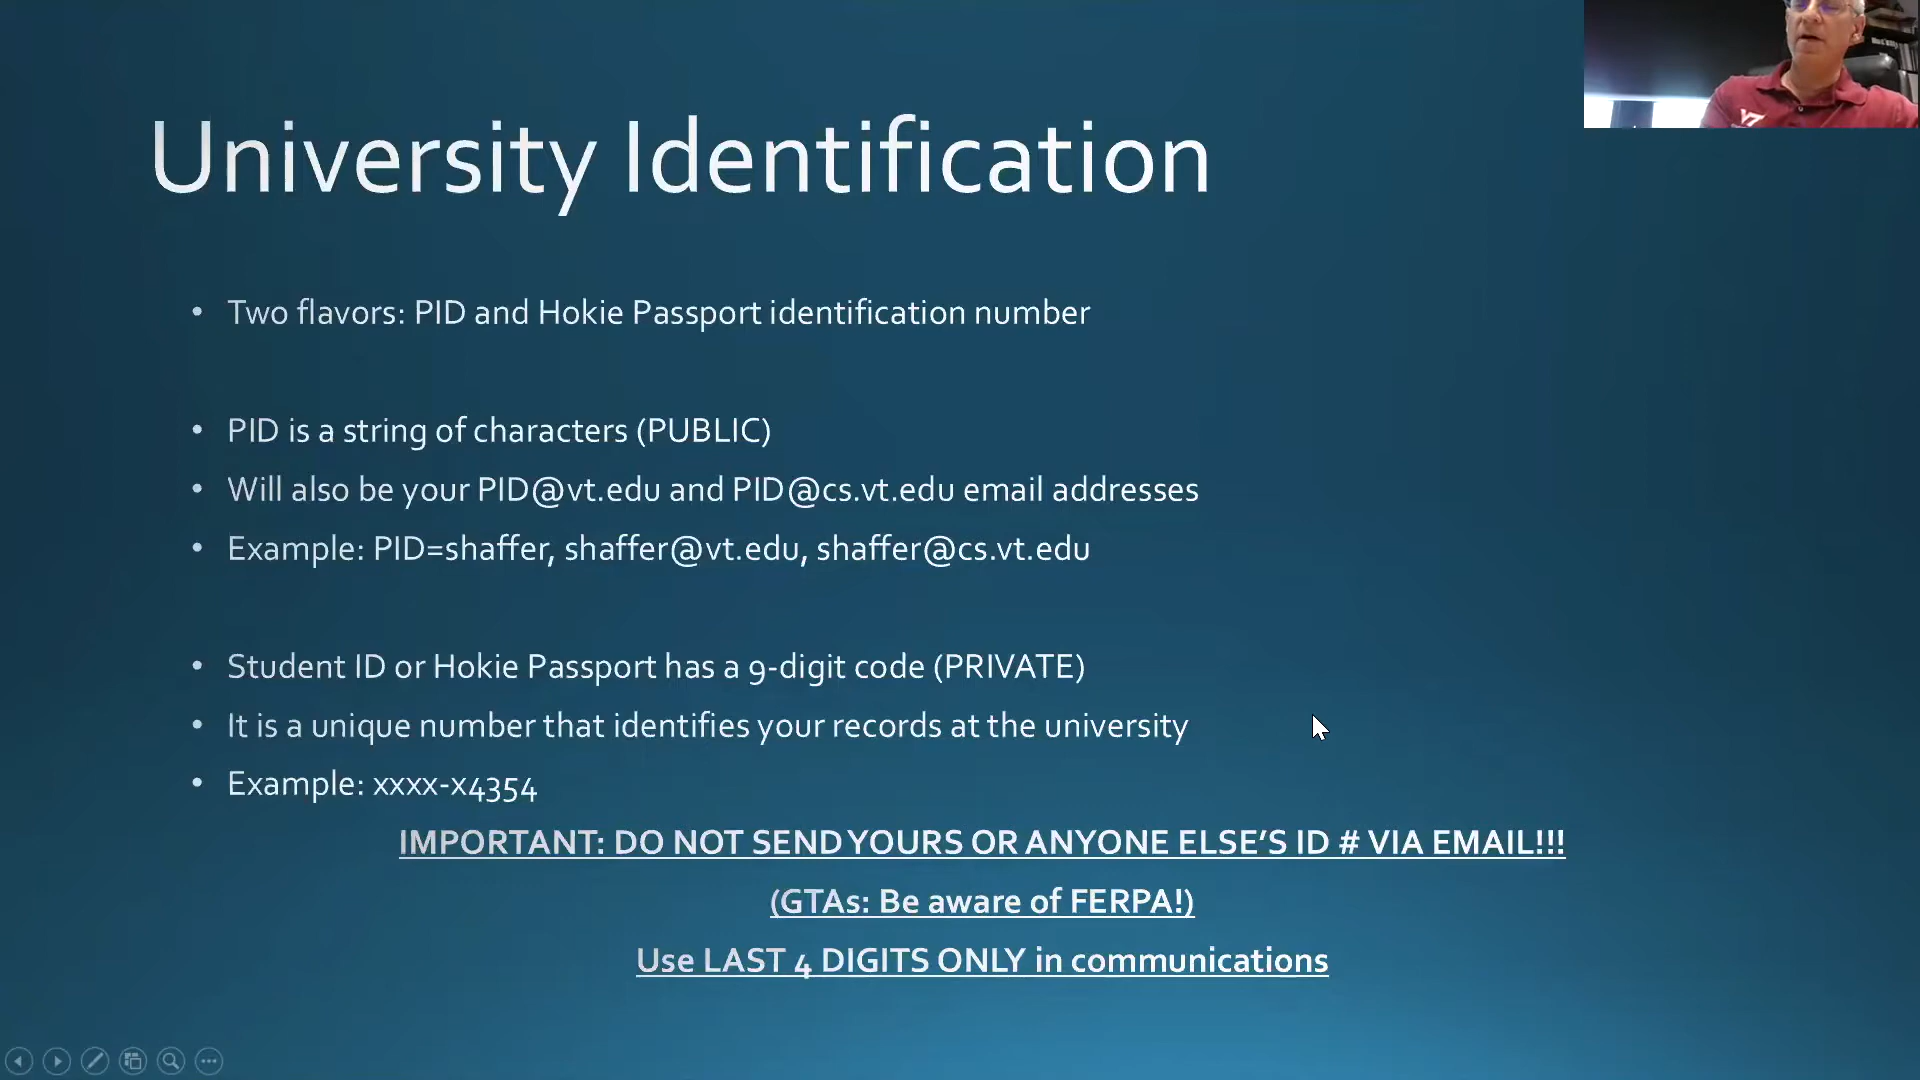 University Identification
• Two flavors: PID and Hokie Passport identification number
• PID is a string of characters (PUBLIC)
• Will also be your PID@vt.edu and PID@cs.vt.edu email addresses
• Example: PID=shaffer, shaffer@vt.edu, shaffer@cs.vt.edu
• Student ID or Hokie Passport has a 9-digit code (PRIVATE)
• It is a unique number that identifies your records at the university
• Example: xxxx-x4354
IMPORTANT: DO NOT SEND YOURS OR ANYONE ELSE’S ID # VIA EMAIL!!!
(GTAs: Be aware of FERPA!)
Use LAST 4 DIGITS ONLY in communications
VT